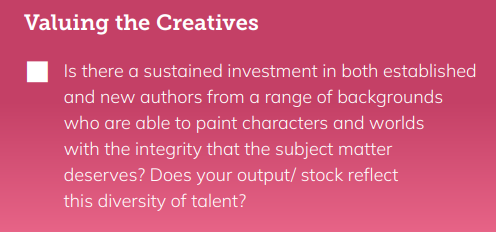 Valuing the Creatives
Is there a sustained investment in both established
and new authors from a range of backgrounds
who are able to paint characters and worlds
with the integrity that the subject matter
deserves? Does your output/ stock reflect
this diversity of talent?